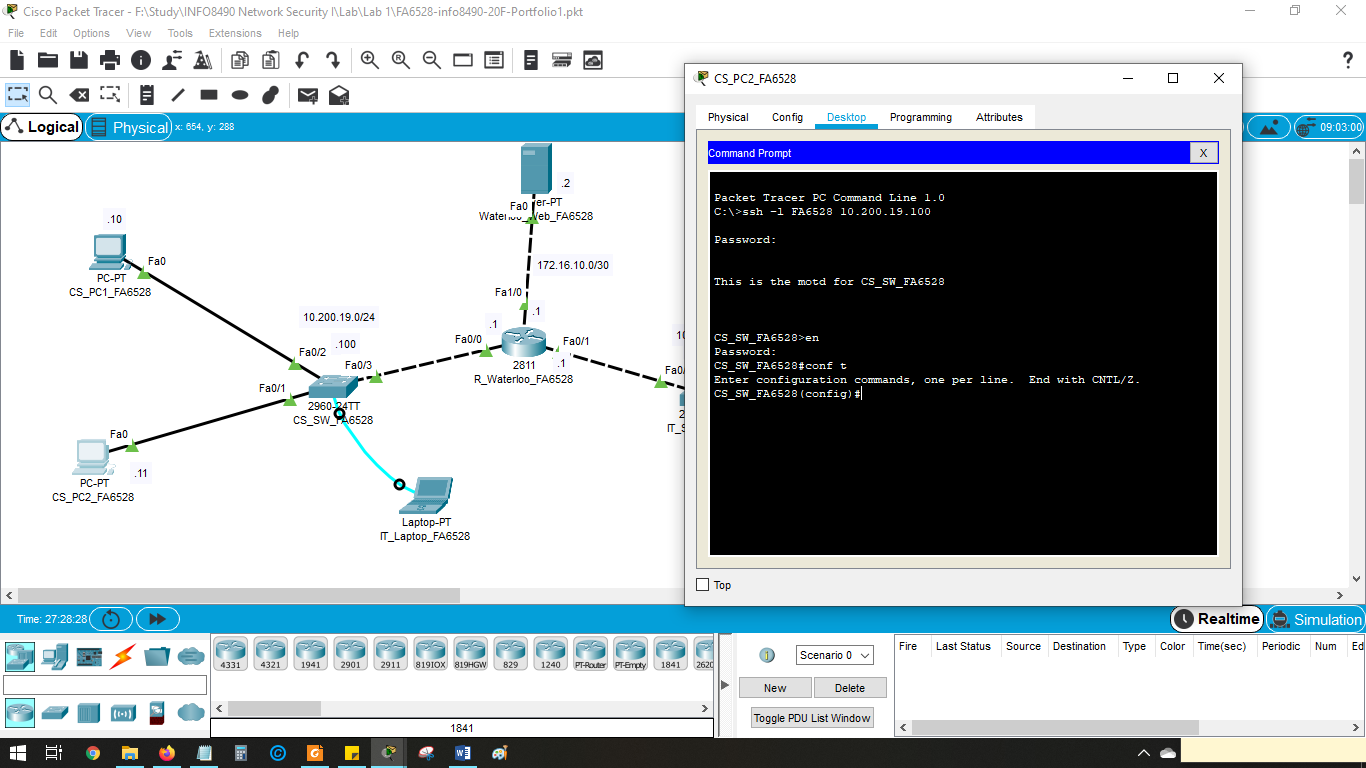 Cisco Packet Tracer - F:\Study\INFO8490 Network Security I\Lab\Lab 1\FA6528-info8490-20F-Portfolio1.pkt
File Edit Options View Tools Extensions Help
Logical Physical x: 654, y: 288
09:03:00
.2
Fa0 er-PT
Waterloo_Web_FA6528
.10
Fa0
PC-PT
CS_PC1_FA6528
172.16.10.0/30
Fa1/0
.1
10.200.19.0/24
.100
.1
Fa0/2
Fa0/0
Fa0/1
Fa0/3
.1
2811
R_Waterloo_FA6528
10
Fa0/
Fa0/1
2960-24TT
CS_SW_FA6528
2
IT_S
Fa0
.11
PC-PT
CS_PC2_FA6528
Laptop-PT
IT_Laptop_FA6528
CS_PC2_FA6528
Physical Config Desktop Programming Attributes
Command Prompt X
Packet Tracer PC Command Line 1.0
C:\>ssh -l FA6528 10.200.19.100
Password:
This is the motd for CS_SW_FA6528
CS_SW_FA6528>en
Password:
CS_SW_FA6528#conf t
Enter configuration commands, one per line.  End with CNTL/Z.
CS_SW_FA6528(config)#
Top
Time: 27:28:28
Realtime Simulation
4331 4321 1941 2901 2911 819IOX 819HGW 829 1240 PT-Router PT-Empty 1841 2620
1841
Scenario 0
New Delete
Toggle PDU List Window
Fire Last Status Source Destination Type Color Time(sec) Periodic Num Ed